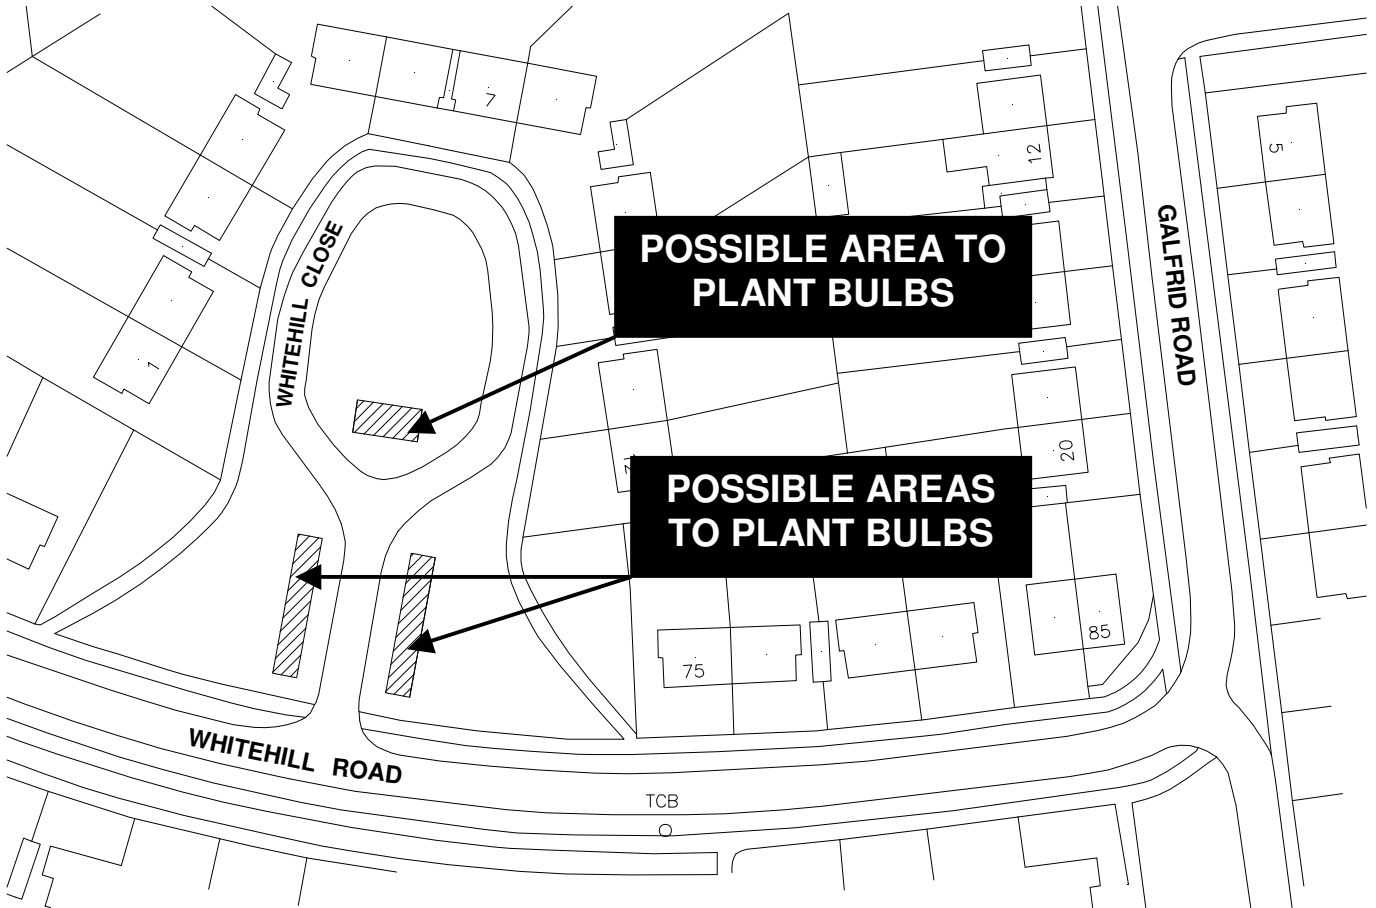 7
12
5
WHITEHILL CLOSE
GALFRID ROAD
POSSIBLE AREA TO
PLANT BULBS
1
20
POSSIBLE AREAS
TO PLANT BULBS
85
75
WHITEHILL ROAD
TCB